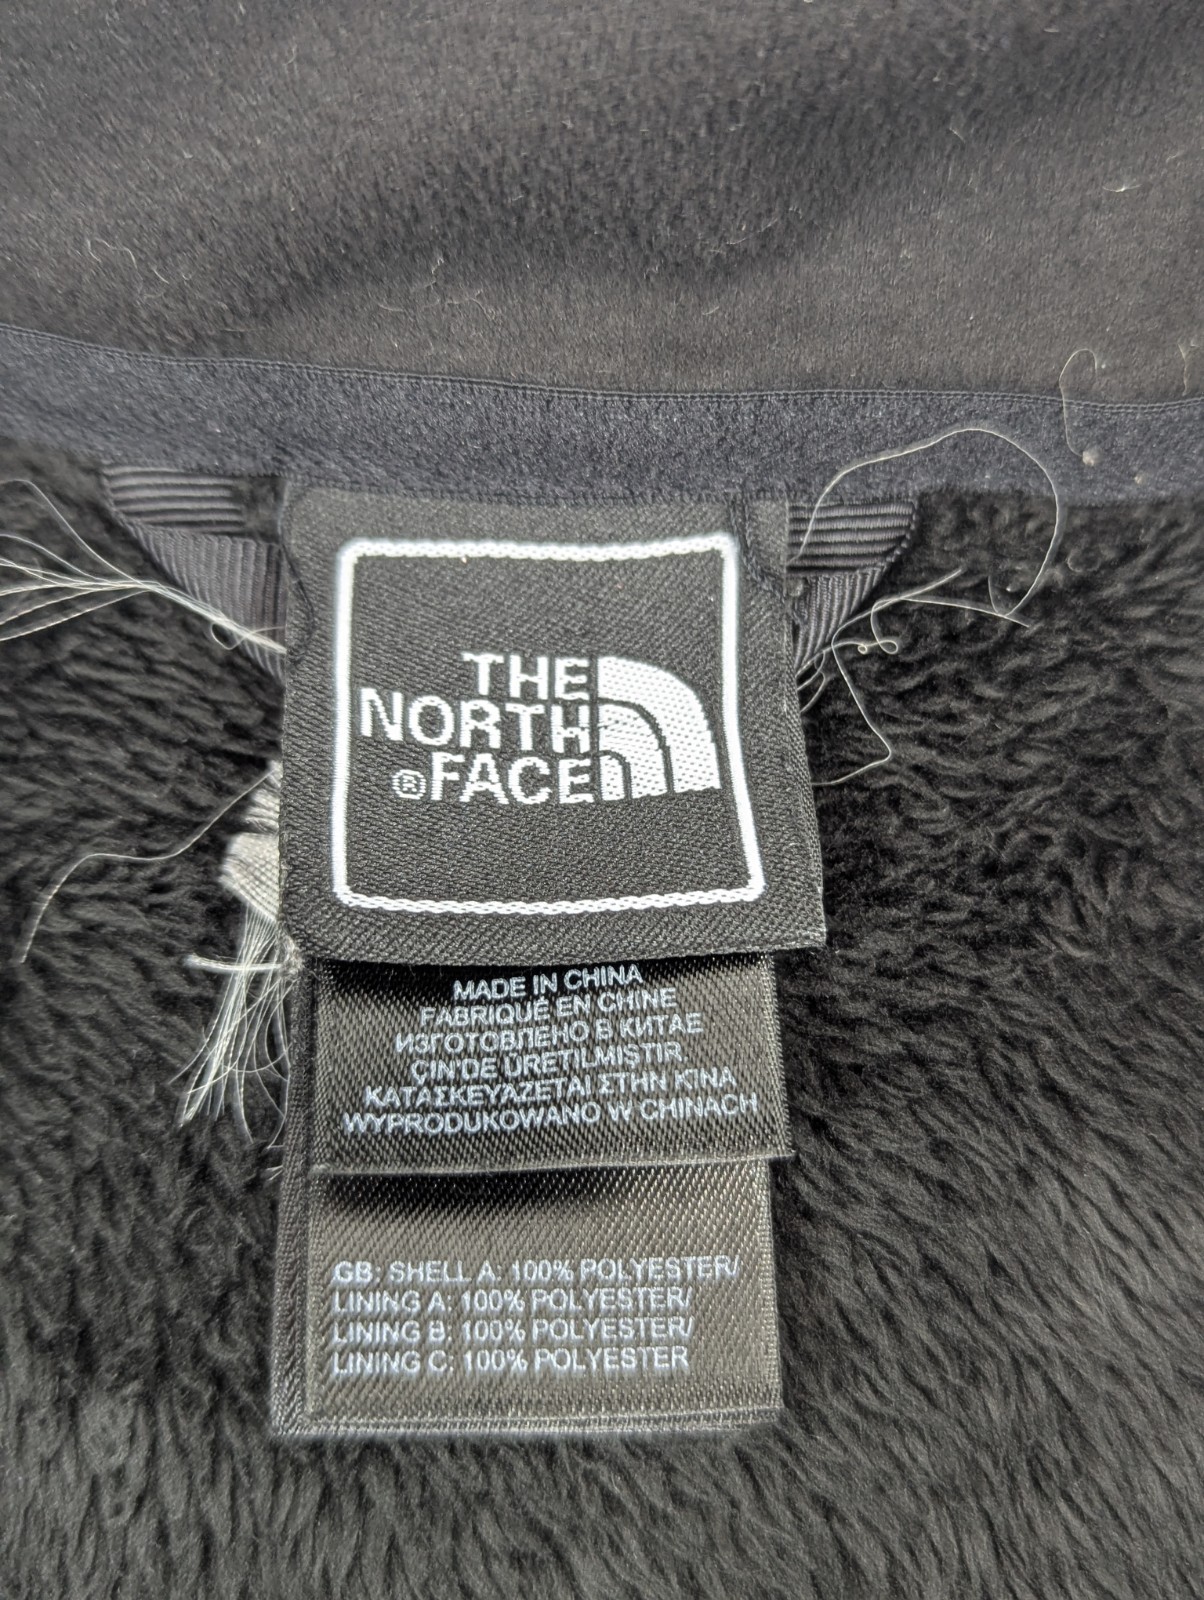 THE
NORTH
®FACE
MADE IN CHINA
FABRIQUÉ EN CHINE
ИЗГОТОВЛЕНО В КИТАЕ
ÇIN'DE ÜRETILMIŞTIR.
ΚΑΤΑΣΚΕΥΑΖΕΤΑΙ ΣΤΗΝ ΚΙΝΑ
WYPRODUKOWANO W CHINACH
GB: SHELL A: 100% POLYESTER/
LINING A: 100% POLYESTER/
LINING B: 100% POLYESTER/
LINING C: 100% POLYESTER